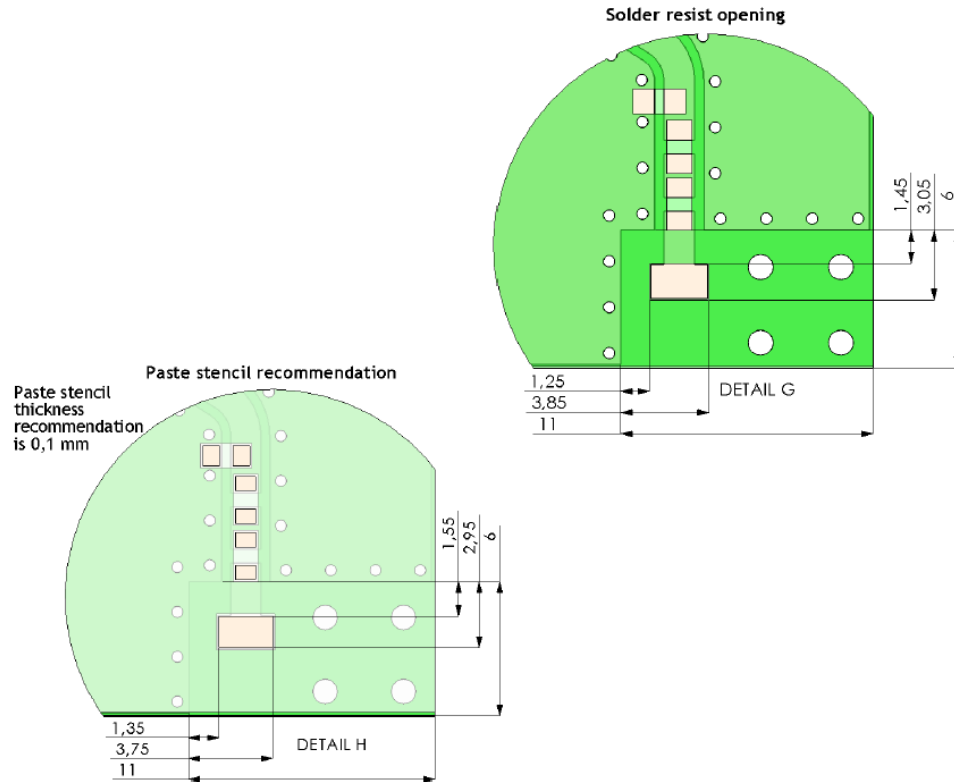 Solder resist opening
1,45
3,05
6
1,25
3,85
11
DETAIL G
Paste stencil recommendation
Paste stencil
thickness
recommendation
is 0,1 mm
1,55
2,95
6
1,35
3,75
11
DETAIL H